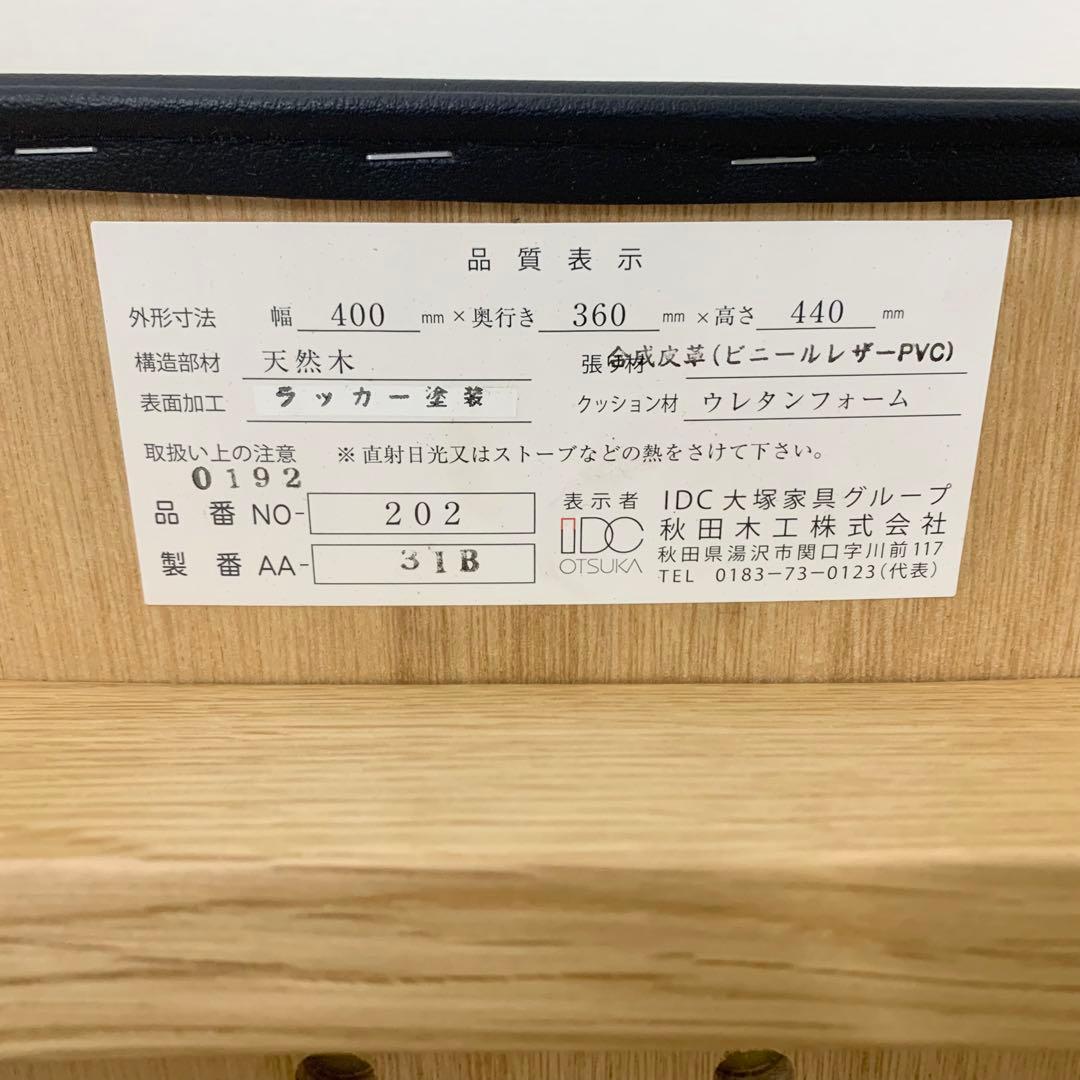 品質表示
外形寸法 幅 400 mm × 奥行き 360 mm × 高さ 440 mm
構造部材 天然木 張り材 合成皮革(ビニールレザーPVC)
表面加工 ラッカー塗装 クッション材 ウレタンフォーム
取扱い上の注意 ※直射日光又はストーブなどの熱をさけて下さい。
0192
品番 NO- 202
製番 AA- 31B
表示者 IDC大塚家具グループ
IDC OTSUKA
秋田木工株式会社
秋田県湯沢市関口字川前117
TEL 0183-73-0123(代表)